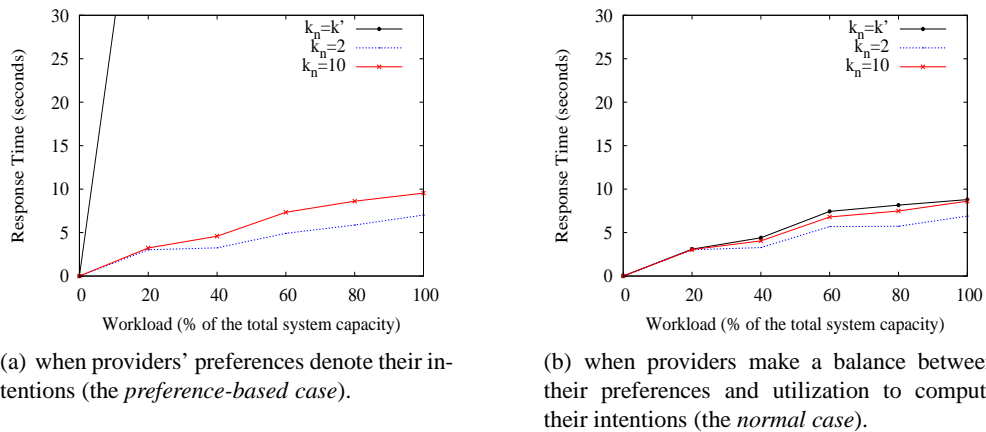 30
25
20
15
10
5
0
Response Time (seconds)
0 20 40 60 80 100
Workload (% of the total system capacity)
k_n=k'
k_n=2
k_n=10
(a) when providers' preferences denote their in-
tentions (the preference-based case).
30
25
20
15
10
5
0
Response Time (seconds)
0 20 40 60 80 100
Workload (% of the total system capacity)
k_n=k'
k_n=2
k_n=10
(b) when providers make a balance between
their preferences and utilization to comput
their intentions (the normal case).